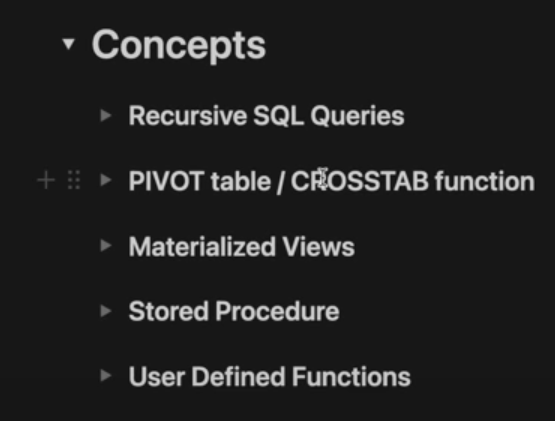 Concepts
Recursive SQL Queries
PIVOT table / CROSSTAB function
Materialized Views
Stored Procedure
User Defined Functions